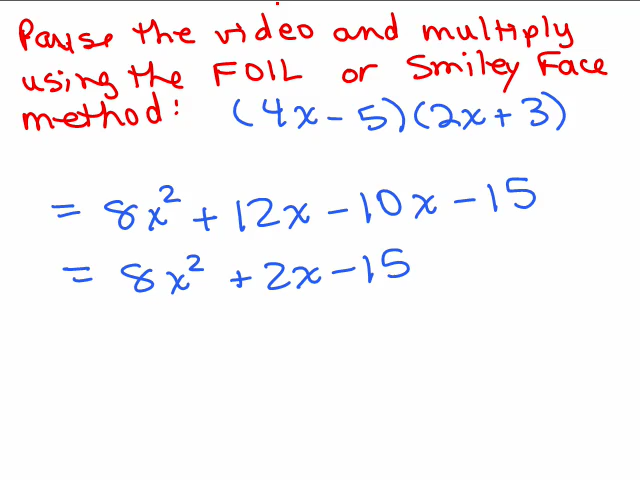 Pause the video and multiply
using the FOIL or Smiley Face
method: (4x - 5)(2x + 3)
= 8x² + 12x - 10x - 15
= 8x² + 2x - 15